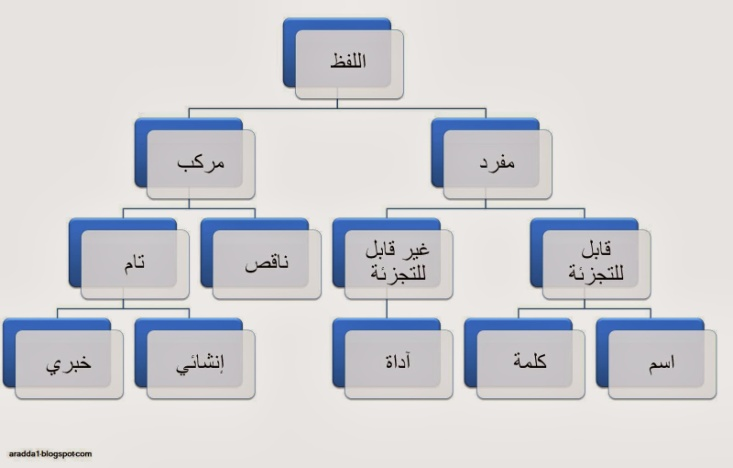 اللفظ
مفرد
مركب
قابل
للتجزئة
غير قابل
للتجزئة
ناقص
تام
اسم
كلمة
آداة
إنشائي
خبري
aradda1-blogspot-com